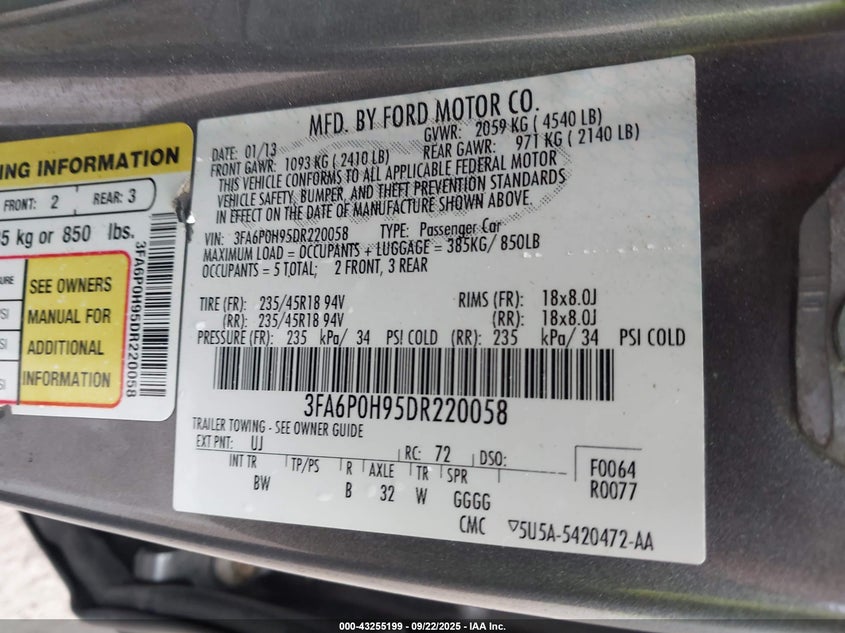 NG INFORMATION
FRONT: 2 REAR: 3
5 kg or 850 lbs.
SEE OWNERS
MANUAL FOR
ADDITIONAL
INFORMATION
3FA6P0H95DR220058
MFD. BY FORD MOTOR CO.
DATE: 01/13 GVWR: 2059 KG ( 4540 LB)
FRONT GAWR: 1093 KG ( 2410 LB) REAR GAWR: 971 KG ( 2140 LB)
THIS VEHICLE CONFORMS TO ALL APPLICABLE FEDERAL MOTOR
VEHICLE SAFETY, BUMPER, AND THEFT PREVENTION STANDARDS
IN EFFECT ON THE DATE OF MANUFACTURE SHOWN ABOVE.
VIN: 3FA6P0H95DR220058 TYPE: Passenger Car
MAXIMUM LOAD = OCCUPANTS + LUGGAGE = 385KG/ 850LB
OCCUPANTS = 5 TOTAL; 2 FRONT, 3 REAR
TIRE (FR): 235/45R18 94V RIMS (FR): 18x8.0J
(RR): 235/45R18 94V (RR): 18x8.0J
PRESSURE (FR): 235 kPa/ 34 PSI COLD (RR): 235 kPa/ 34 PSI COLD
3FA6P0H95DR220058
TRAILER TOWING - SEE OWNER GUIDE
EXT PNT: UJ RC: 72 DSO: F0064
INT TR TP/PS R AXLE TR SPR R0077
BW B 32 W GGGG
CMC ▽5U5A-5420472-AA
000-43255199 - 09/22/2025 - IAA Inc.